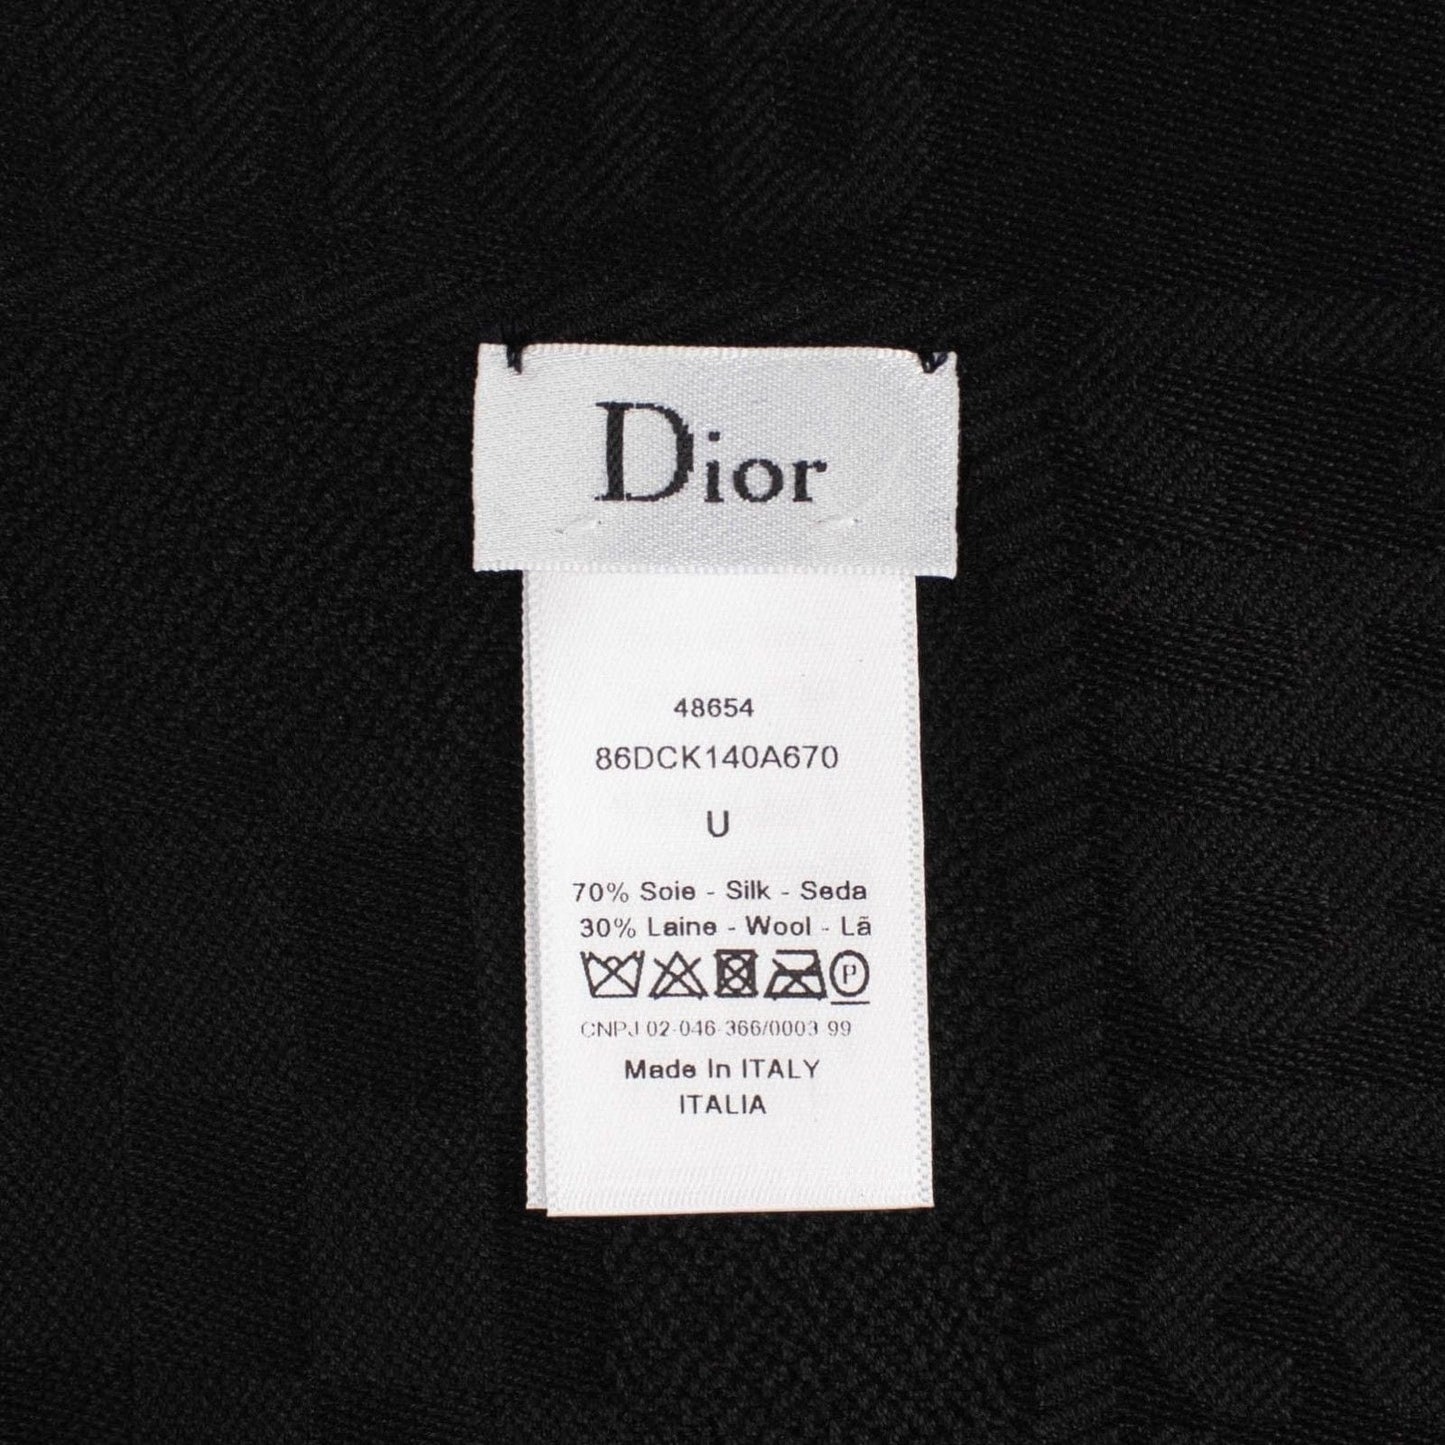 Dior
48654
86DCK140A670
U
70% Soie - Silk - Seda
30% Laine - Wool - Lã
P
CNPJ 02-046-366/0003-99
Made In ITALY
ITALIA